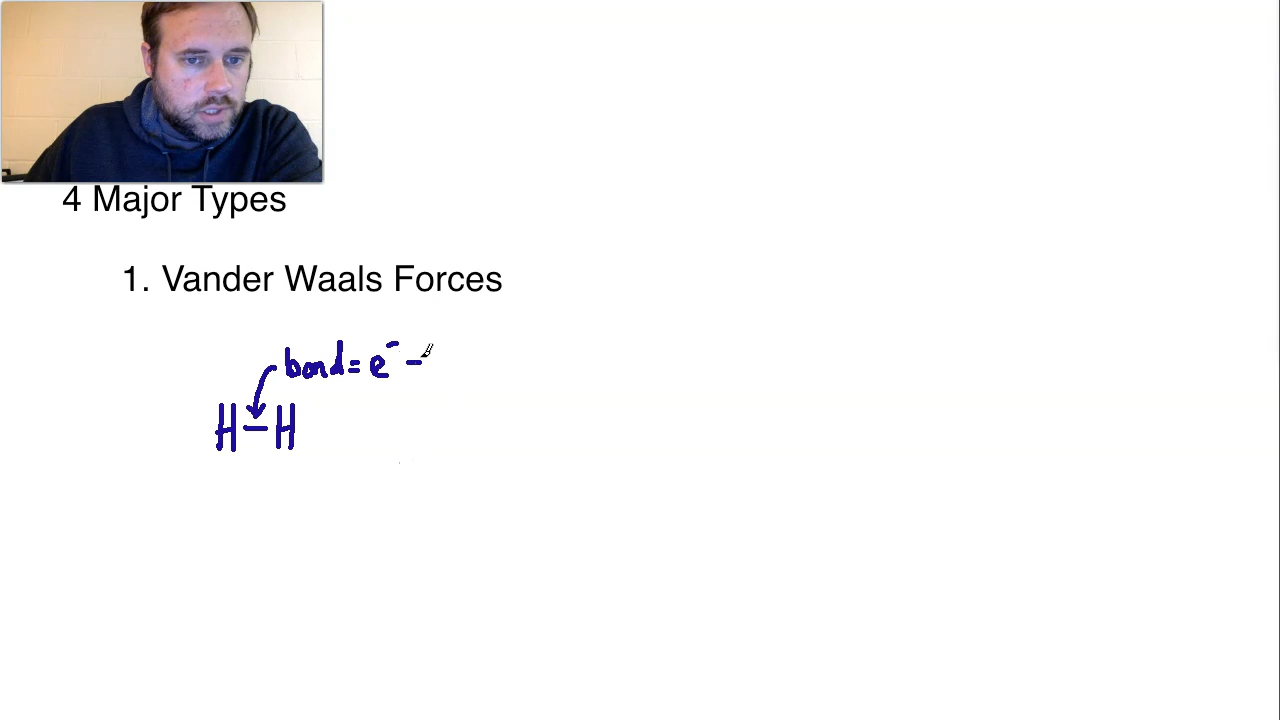 4 Major Types
1. Vander Waals Forces
bond = e⁻ –
H–H